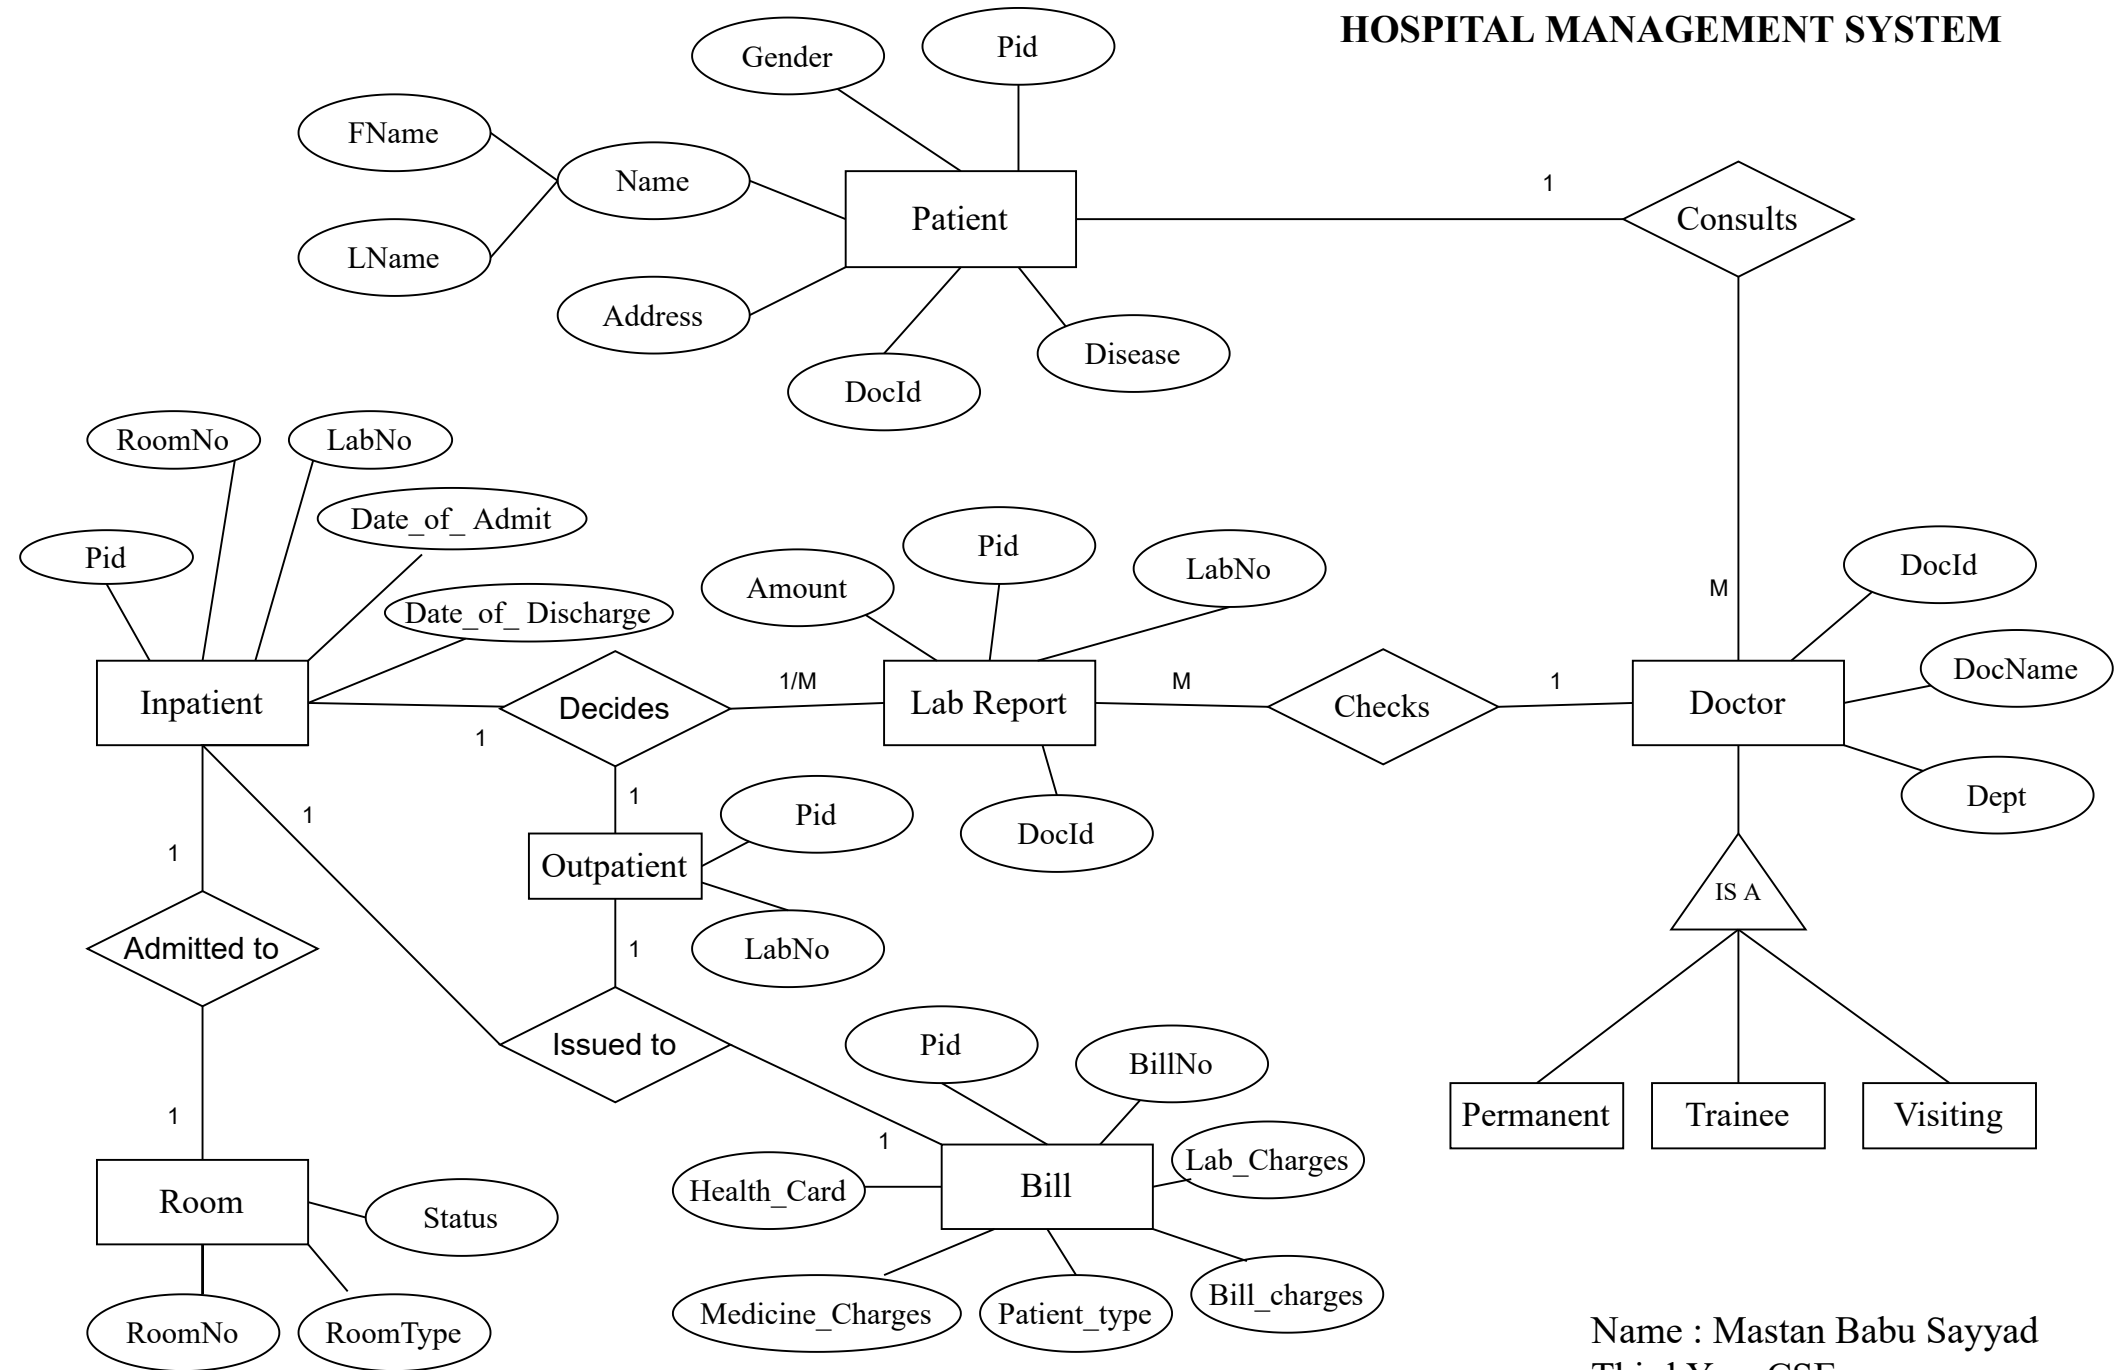 HOSPITAL MANAGEMENT SYSTEM
Gender
Pid
FName
Name
LName
Address
Patient
1
Consults
DocId
Disease
RoomNo
LabNo
Date_of_ Admit
Pid
Date_of_ Discharge
Amount
Pid
LabNo
M
DocId
DocName
Dept
Inpatient
1
Decides
1/M
Lab Report
M
Checks
1
Doctor
1
1
1
Pid
DocId
Outpatient
LabNo
1
IS A
Admitted to
Issued to
1
1
Pid
BillNo
Lab_Charges
Health_Card
Bill
Permanent
Trainee
Visiting
Room
Status
RoomNo
RoomType
Medicine_Charges
Patient_type
Bill_charges
Name : Mastan Babu Sayyad